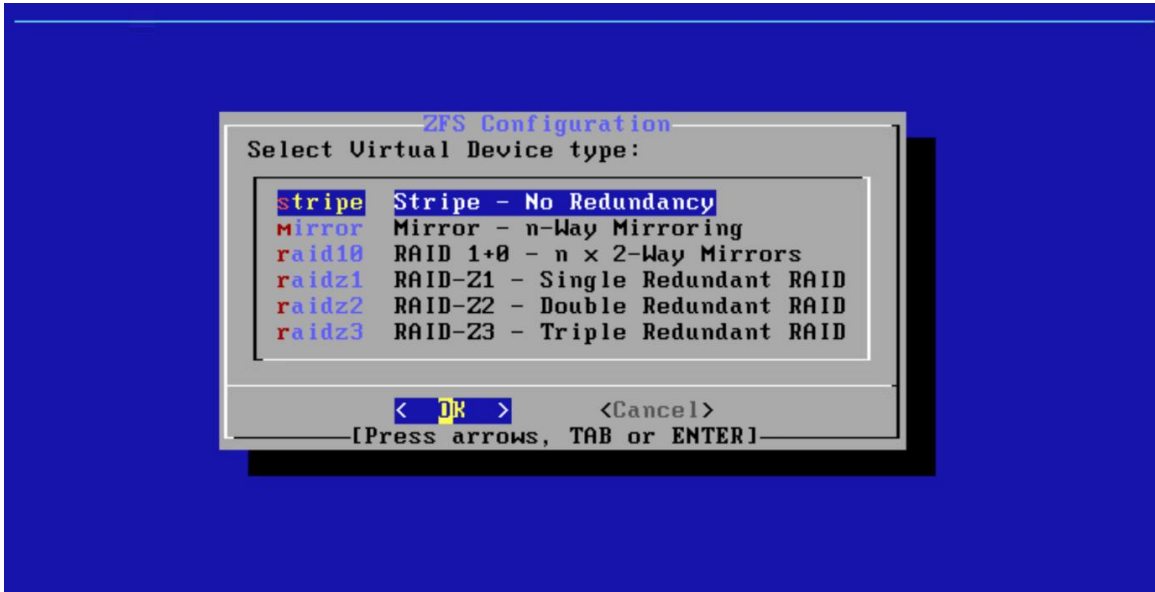 ZFS Configuration
Select Virtual Device type:
stripe Stripe - No Redundancy
mirror Mirror - n-Way Mirroring
raid10 RAID 1+0 - n x 2-Way Mirrors
raidz1 RAID-Z1 - Single Redundant RAID
raidz2 RAID-Z2 - Double Redundant RAID
raidz3 RAID-Z3 - Triple Redundant RAID
< OK > <Cancel>
[Press arrows, TAB or ENTER]